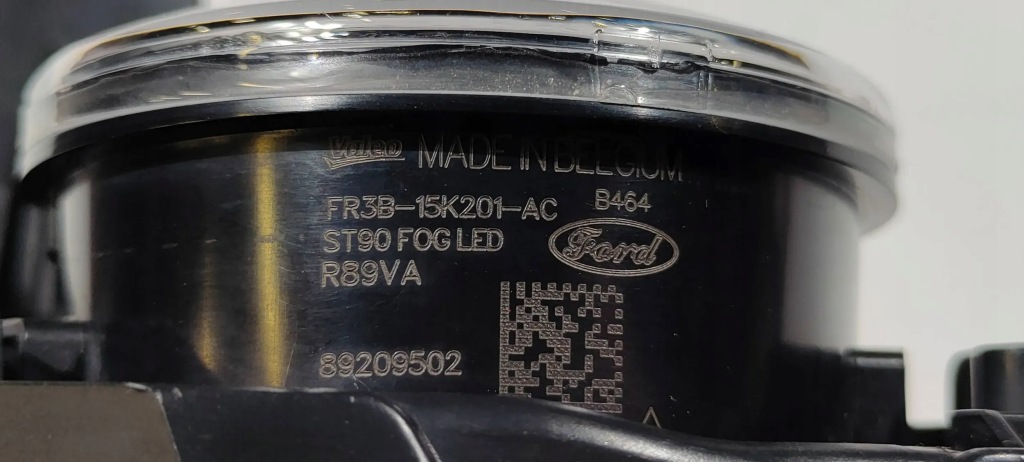 Valeo MADE IN BELGIUM
FR3B-15K201-AC B464
ST90 FOG LED Ford
R89VA
89209502